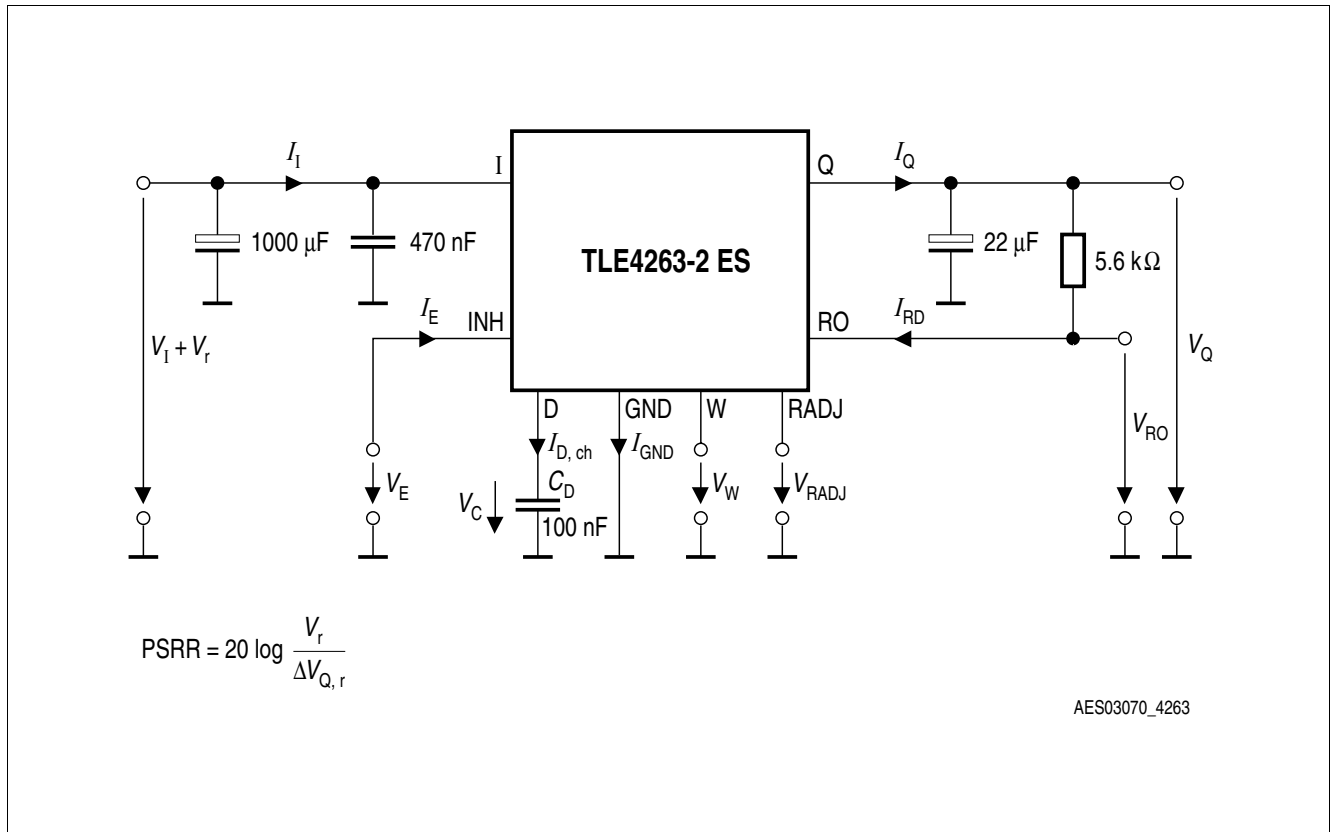 I_I
I
Q
I_Q
1000 µF
470 nF
TLE4263-2 ES
22 µF
5.6 kΩ
I_E
INH
RO
I_RD
V_I + V_r
V_Q
D
GND
W
RADJ
I_D, ch
I_GND
V_RO
V_E
V_C
C_D
100 nF
V_W
V_RADJ
PSRR = 20 log V_r / ΔV_Q, r
AES03070_4263